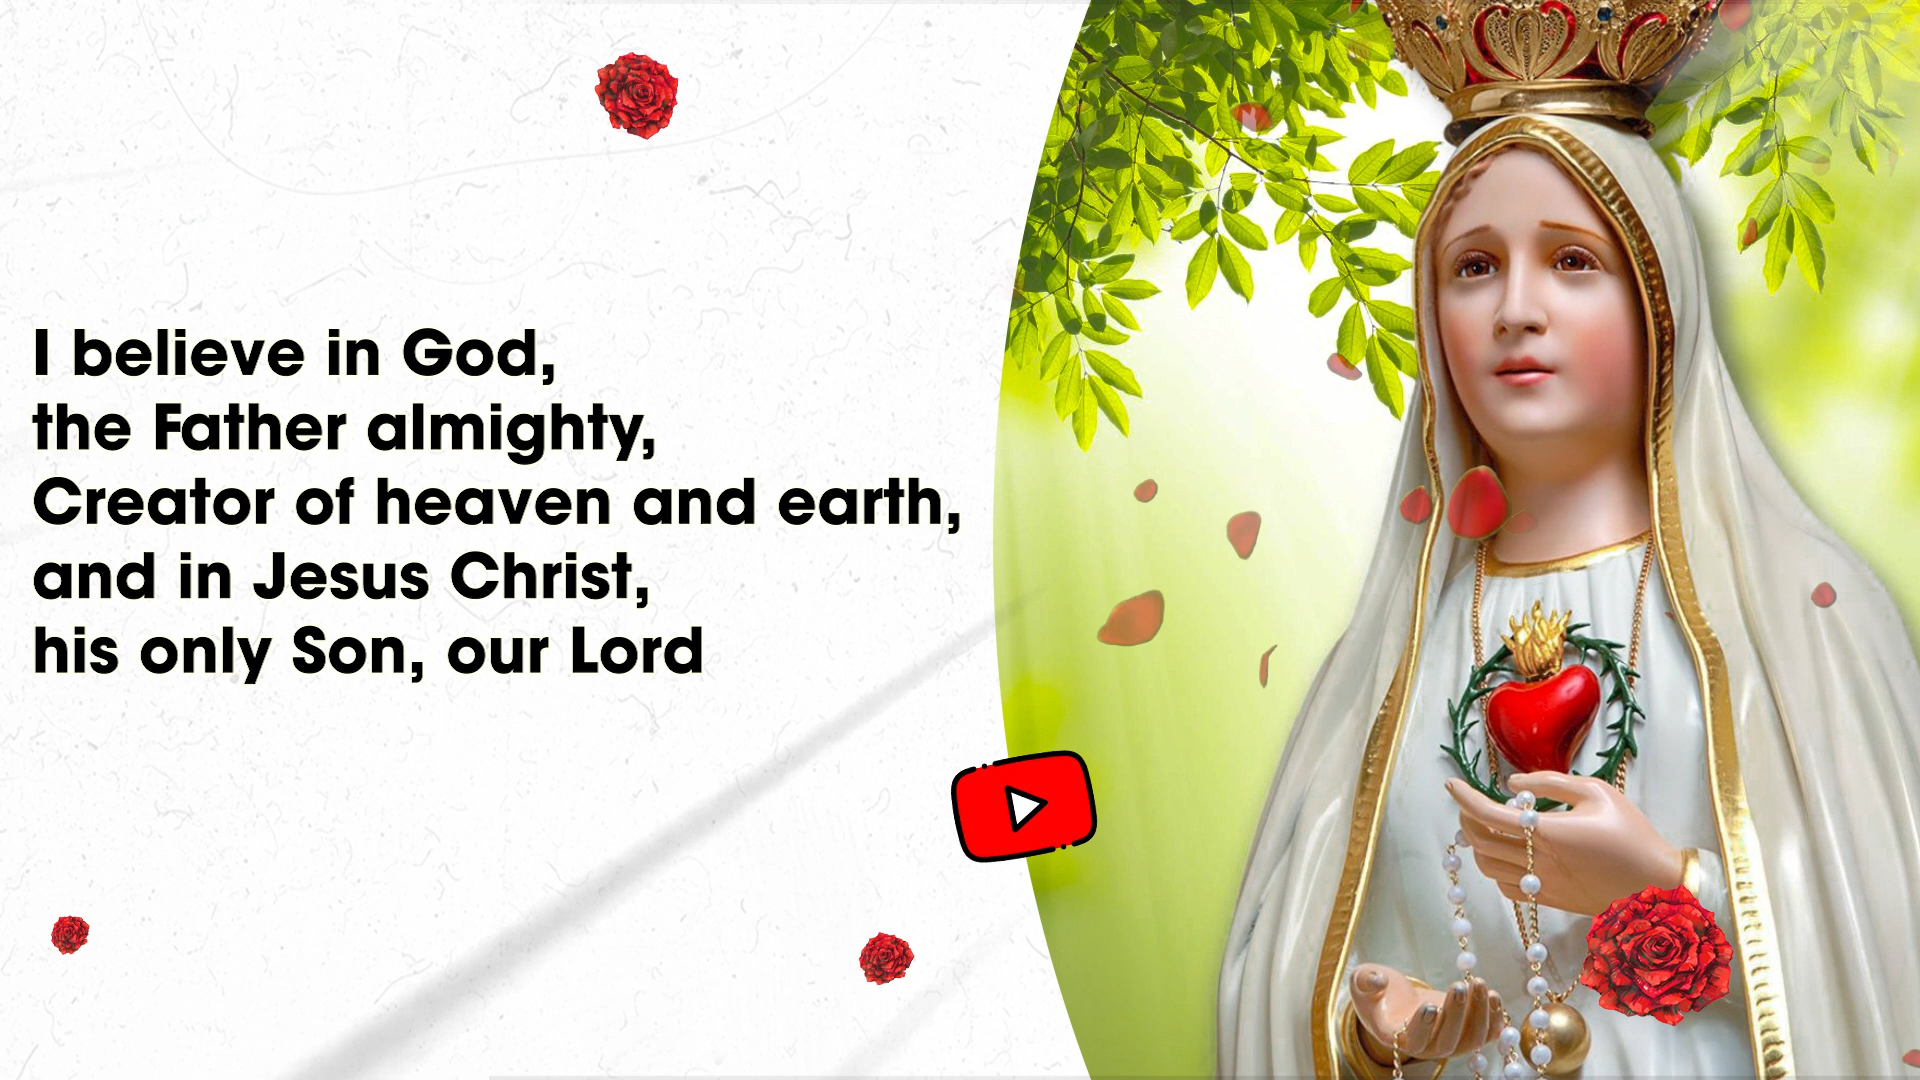 I believe in God,
the Father almighty,
Creator of heaven and earth,
and in Jesus Christ,
his only Son, our Lord